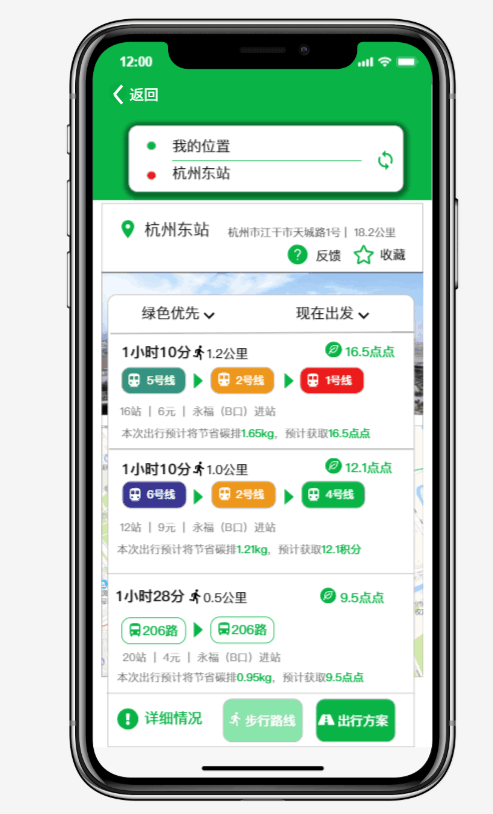 12:00
返回
我的位置
杭州东站
杭州东站 杭州市江干市天城路1号 | 18.2公里
? 反馈 收藏
绿色优先 现在出发
1小时10分 1.2公里 16.5点点
5号线 2号线 1号线
16站 | 6元 | 永福（B口）进站
本次出行预计将节省碳排1.65kg，预计获取16.5点点
1小时10分 1.0公里 12.1点点
6号线 2号线 4号线
12站 | 9元 | 永福（B口）进站
本次出行预计将节省碳排1.21kg，预计获取12.1积分
1小时28分 0.5公里 9.5点点
206路 206路
20站 | 4元 | 永福（B口）进站
本次出行预计将节省碳排0.95kg，预计获取9.5点点
! 详细情况 步行路线 出行方案